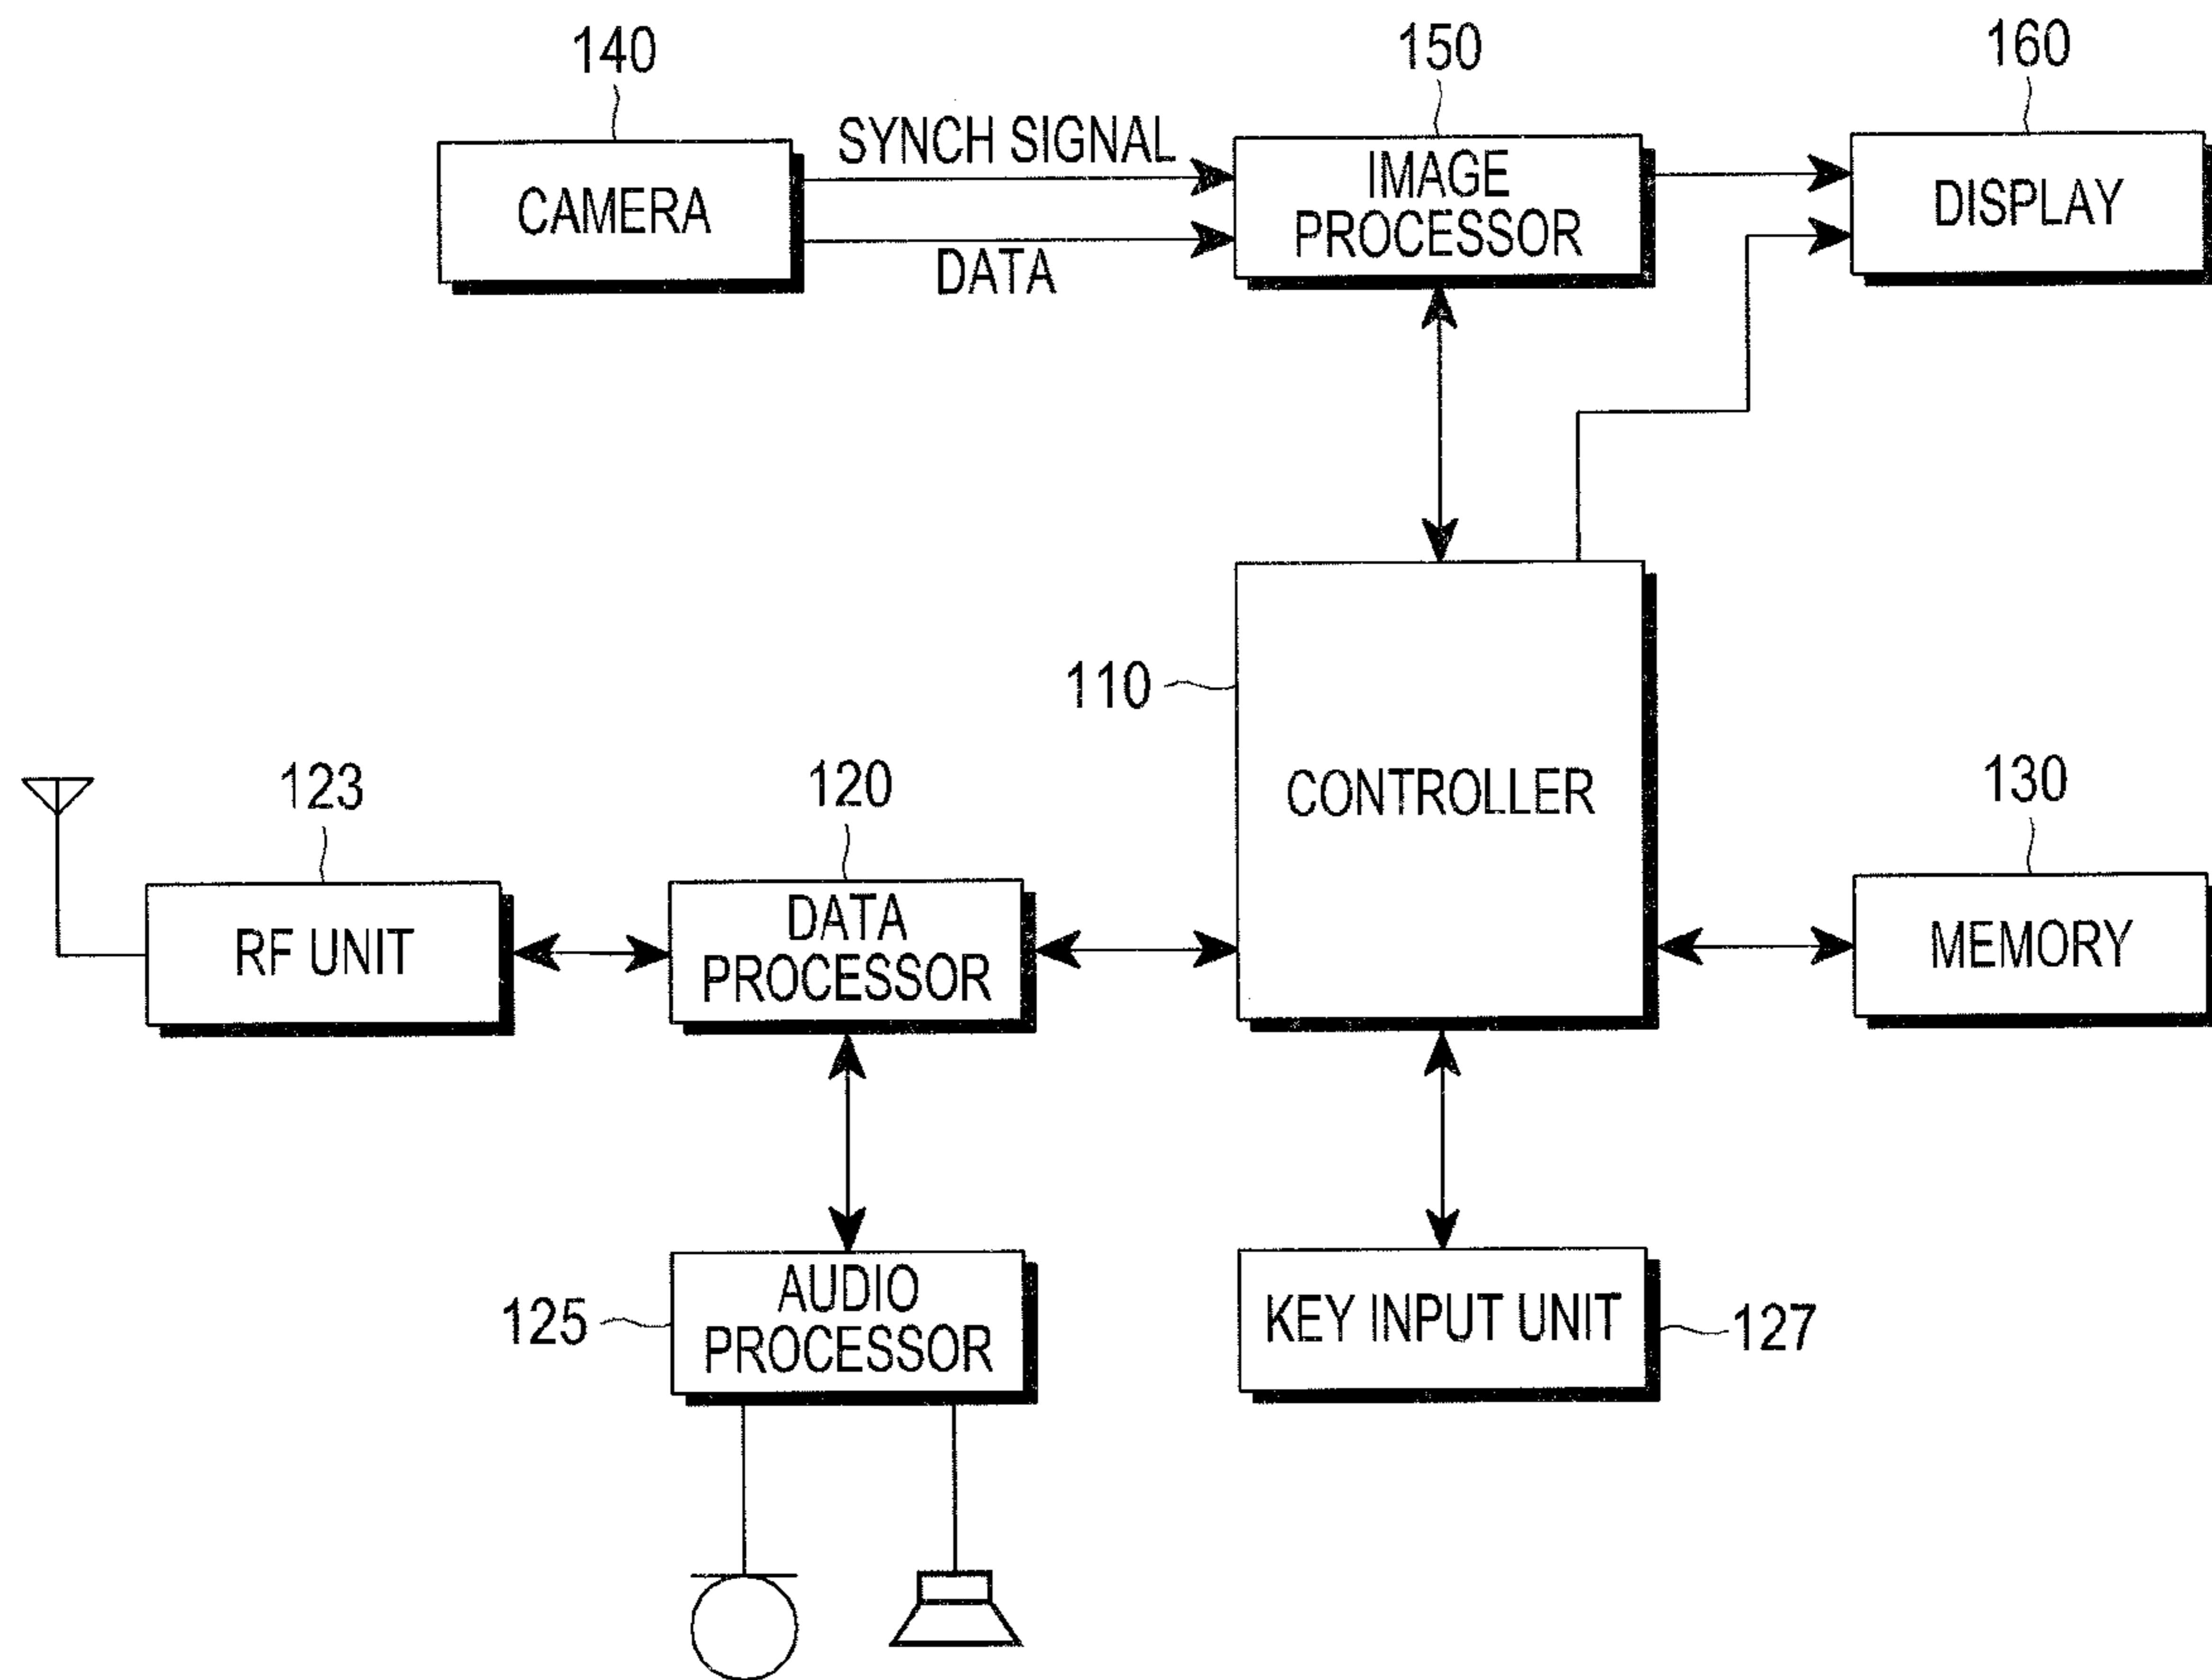 140
150
160
SYNCH SIGNAL
CAMERA
IMAGE
PROCESSOR
DISPLAY
DATA
110
CONTROLLER
123
120
130
RF UNIT
DATA
PROCESSOR
MEMORY
125
AUDIO
PROCESSOR
KEY INPUT UNIT
127